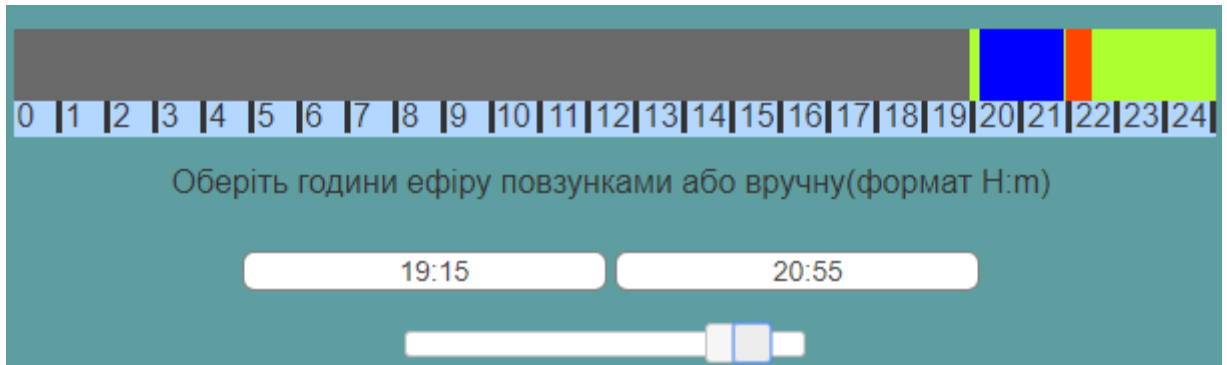 0 1 2 3 4 5 6 7 8 9 10 11 12 13 14 15 16 17 18 19 20 21 22 23 24
Оберіть години ефіру повзунками або вручну(формат H:m)
19:15 20:55